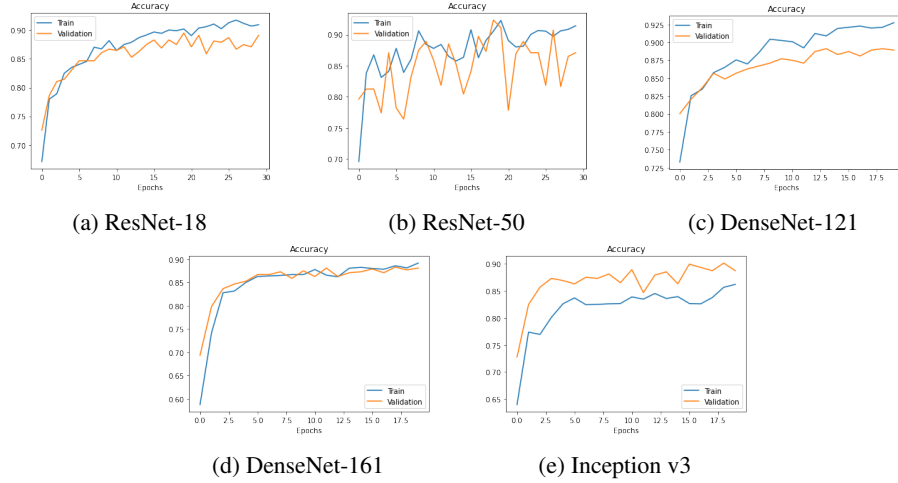 Accuracy
Train
Validation
0.90
0.85
0.80
0.75
0.70
0 5 10 15 20 25 30
Epochs
(a) ResNet-18
Accuracy
Train
Validation
0.90
0.85
0.80
0.75
0.70
0 5 10 15 20 25 30
Epochs
(b) ResNet-50
Accuracy
Train
Validation
0.925
0.900
0.875
0.850
0.825
0.800
0.775
0.750
0.725
0.0 2.5 5.0 7.5 10.0 12.5 15.0 17.5
Epochs
(c) DenseNet-121
Accuracy
0.90
0.85
0.80
0.75
0.70
0.65
0.60
Train
Validation
0.0 2.5 5.0 7.5 10.0 12.5 15.0 17.5
Epochs
(d) DenseNet-161
Accuracy
0.90
0.85
0.80
0.75
0.70
0.65
Train
Validation
0.0 2.5 5.0 7.5 10.0 12.5 15.0 17.5
Epochs
(e) Inception v3